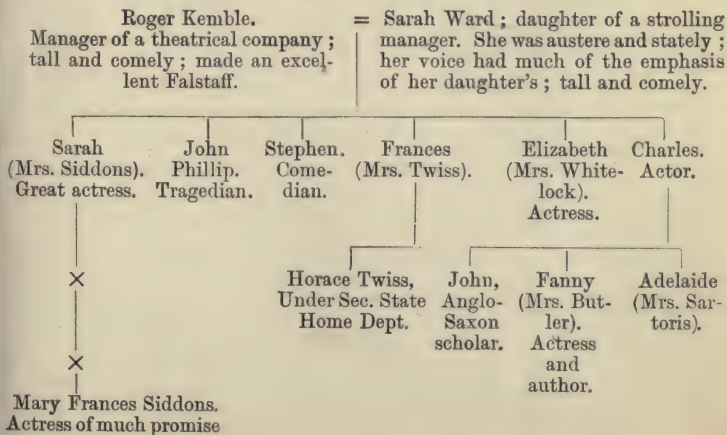 Roger Kemble.
Manager of a theatrical company ;
tall and comely ; made an excel-
lent Falstaff.
= Sarah Ward ; daughter of a strolling
manager. She was austere and stately ;
her voice had much of the emphasis
of her daughter's ; tall and comely.
Sarah
(Mrs. Siddons).
Great actress.
John
Phillip.
Tragedian.
Stephen.
Come-
dian.
Frances
(Mrs. Twiss).
Elizabeth
(Mrs. White-
lock).
Actress.
Charles.
Actor.
×
×
Mary Frances Siddons.
Actress of much promise
Horace Twiss,
Under Sec. State
Home Dept.
John,
Anglo-
Saxon
scholar.
Fanny
(Mrs. But-
ler).
Actress
and
author.
Adelaide
(Mrs. Sar-
toris).